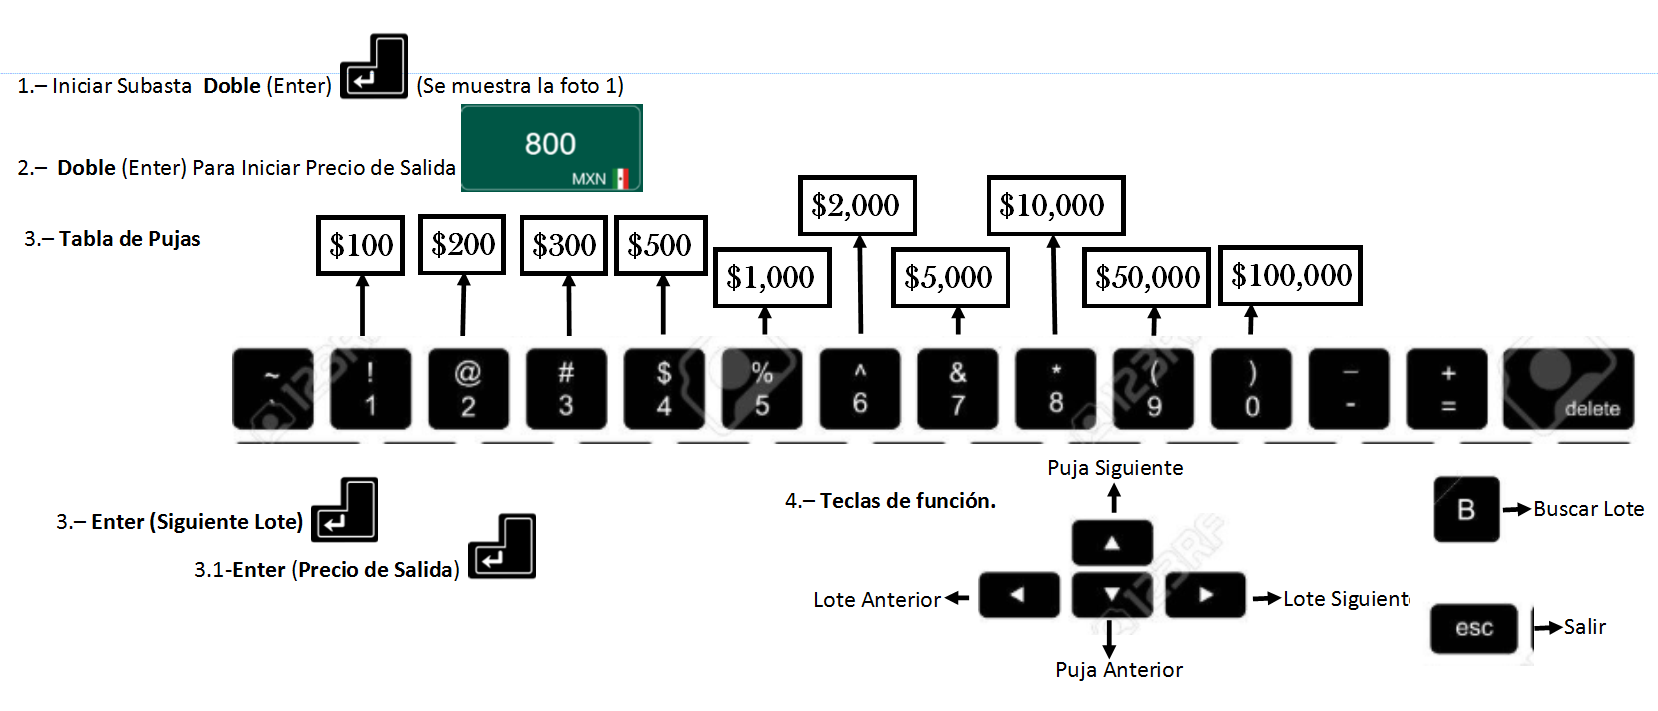 1.– Iniciar Subasta Doble (Enter) (Se muestra la foto 1)
800
MXN
2.– Doble (Enter) Para Iniciar Precio de Salida
3.– Tabla de Pujas
$100 $200 $300 $500 $1,000 $2,000 $5,000 $10,000 $50,000 $100,000
~ ! @ # $ % ^ & * ( ) — +
` 1 2 3 4 5 6 7 8 9 0 - = delete
123RF
123RF
3.– Enter (Siguiente Lote)
3.1-Enter (Precio de Salida)
4.– Teclas de función.
Puja Siguiente
Lote Anterior
Lote Siguient
Puja Anterior
123RF
B Buscar Lote
esc Salir